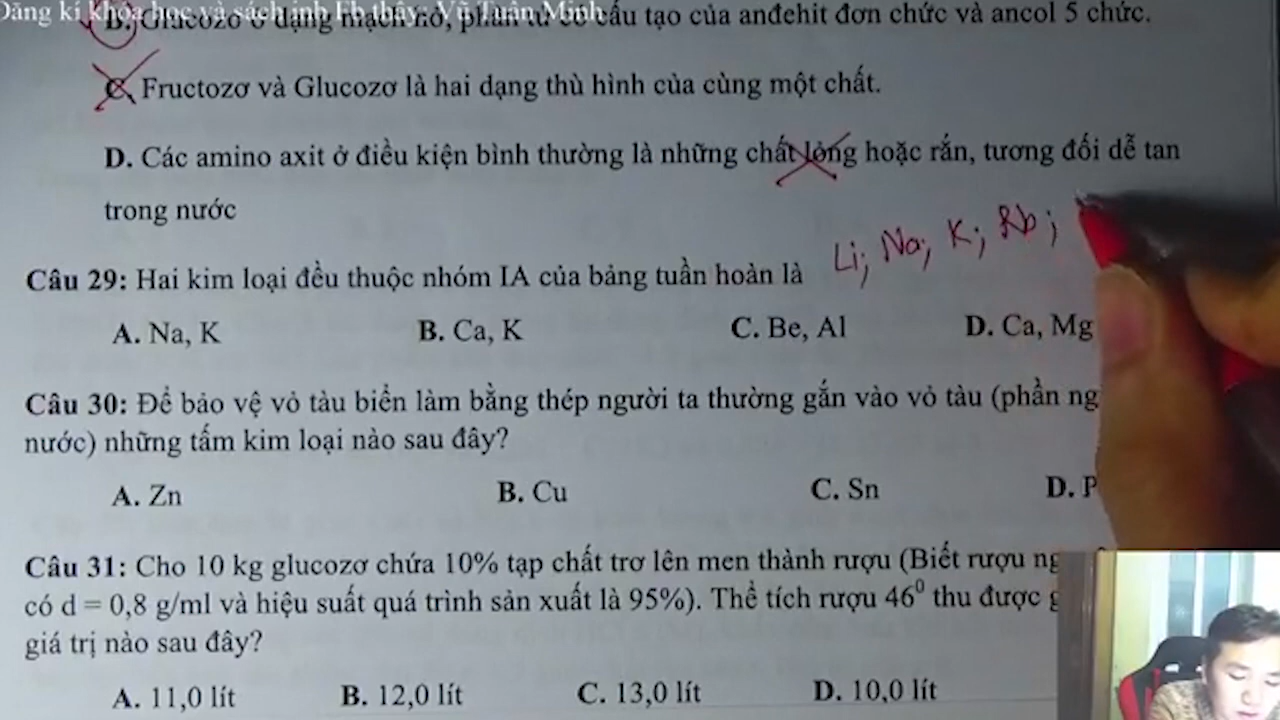 Đăng kí khóa học và sách inb Fb thầy: Vũ Tuấn Minh
B. Glucozơ ở dạng mạch hở, phân tử có cấu tạo của anđehit đơn chức và ancol 5 chức.
C. Fructozơ và Glucozơ là hai dạng thù hình của cùng một chất.
D. Các amino axit ở điều kiện bình thường là những chất lỏng hoặc rắn, tương đối dễ tan
trong nước
Li; Na; K; Rb;
Câu 29: Hai kim loại đều thuộc nhóm IA của bảng tuần hoàn là
A. Na, K B. Ca, K C. Be, Al D. Ca, Mg
Câu 30: Để bảo vệ vỏ tàu biển làm bằng thép người ta thường gắn vào vỏ tàu (phần ng
nước) những tấm kim loại nào sau đây?
A. Zn B. Cu C. Sn D. P
Câu 31: Cho 10 kg glucozơ chứa 10% tạp chất trơ lên men thành rượu (Biết rượu ng
có d = 0,8 g/ml và hiệu suất quá trình sản xuất là 95%). Thể tích rượu 46⁰ thu được g
giá trị nào sau đây?
A. 11,0 lít B. 12,0 lít C. 13,0 lít D. 10,0 lít